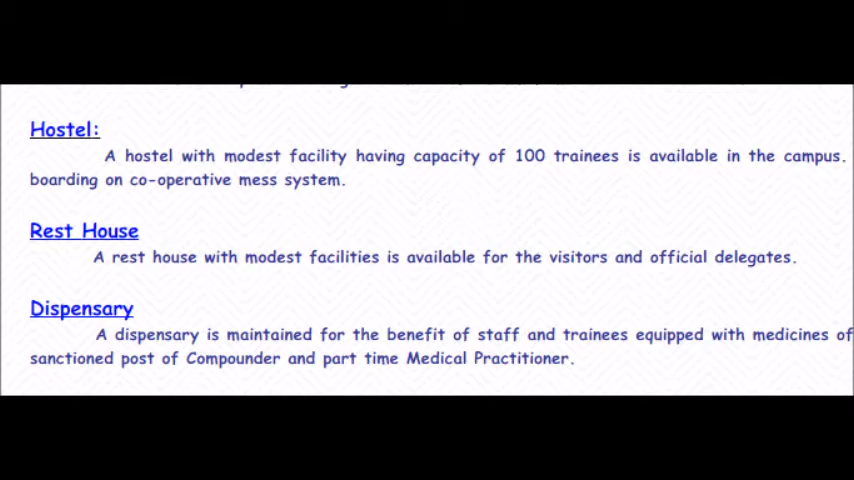 Hostel:
A hostel with modest facility having capacity of 100 trainees is available in the campus.
boarding on co-operative mess system.
Rest House
A rest house with modest facilities is available for the visitors and official delegates.
Dispensary
A dispensary is maintained for the benefit of staff and trainees equipped with medicines of
sanctioned post of Compounder and part time Medical Practitioner.